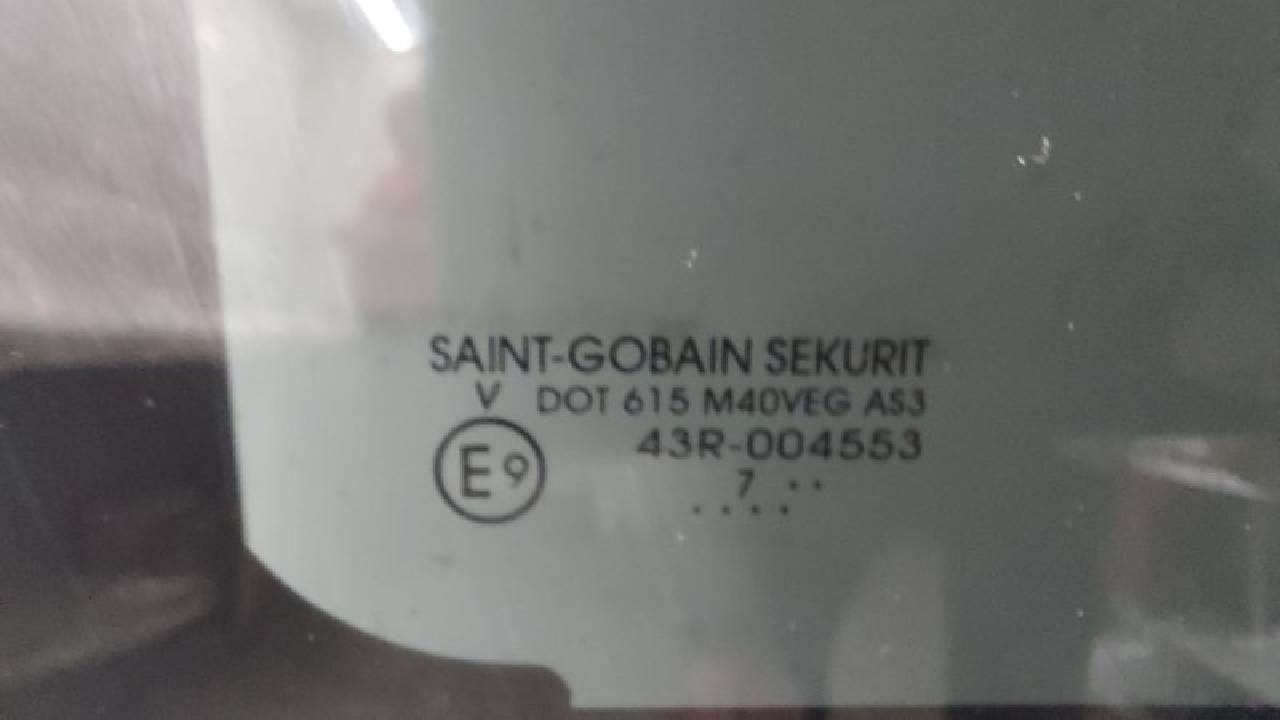 SAINT-GOBAIN SEKURIT
V DOT 615 M40VEG AS3
E9 43R-004553
7 ..
....